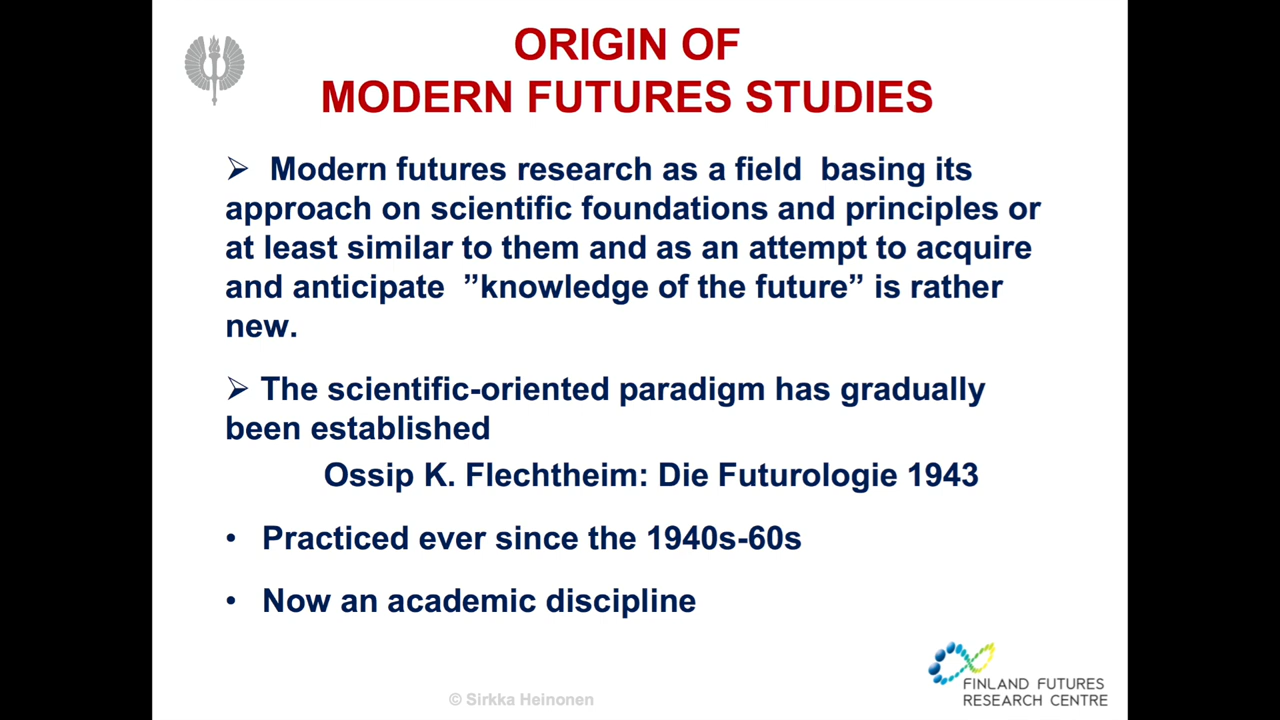 ORIGIN OF
MODERN FUTURES STUDIES
➢ Modern futures research as a field basing its
approach on scientific foundations and principles or
at least similar to them and as an attempt to acquire
and anticipate ”knowledge of the future” is rather
new.
➢ The scientific-oriented paradigm has gradually
been established
Ossip K. Flechtheim: Die Futurologie 1943
• Practiced ever since the 1940s-60s
• Now an academic discipline
© Sirkka Heinonen
FINLAND FUTURES
RESEARCH CENTRE